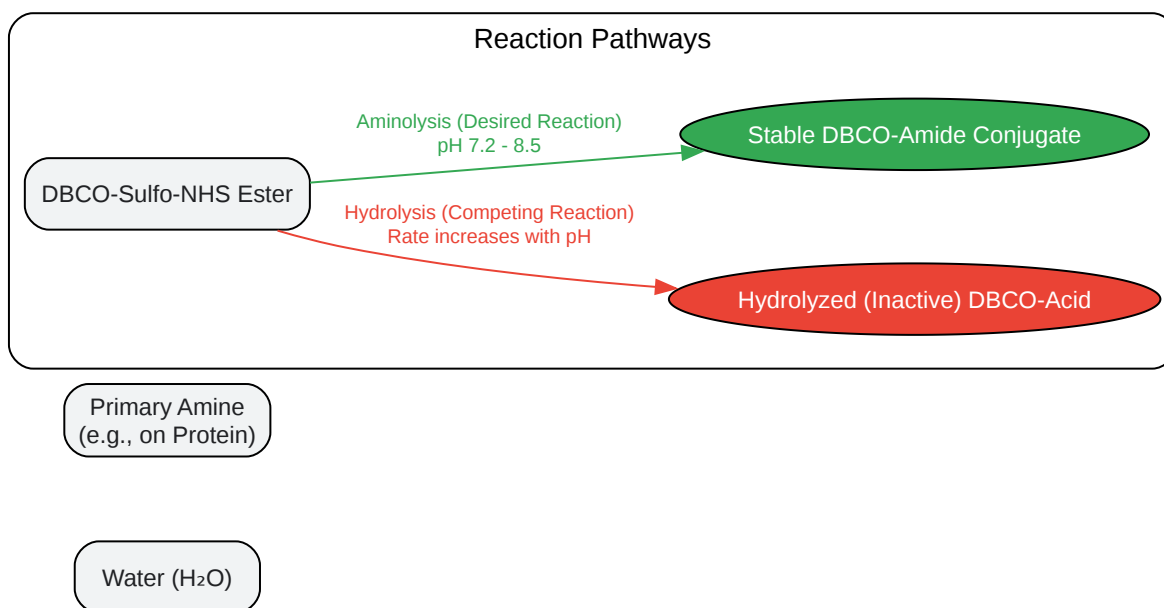 Reaction Pathways
Aminolysis (Desired Reaction)
pH 7.2 - 8.5
Stable DBCO-Amide Conjugate
DBCO-Sulfo-NHS Ester
Hydrolysis (Competing Reaction)
Rate increases with pH
Hydrolyzed (Inactive) DBCO-Acid
Primary Amine
(e.g., on Protein)
Water (H₂O)